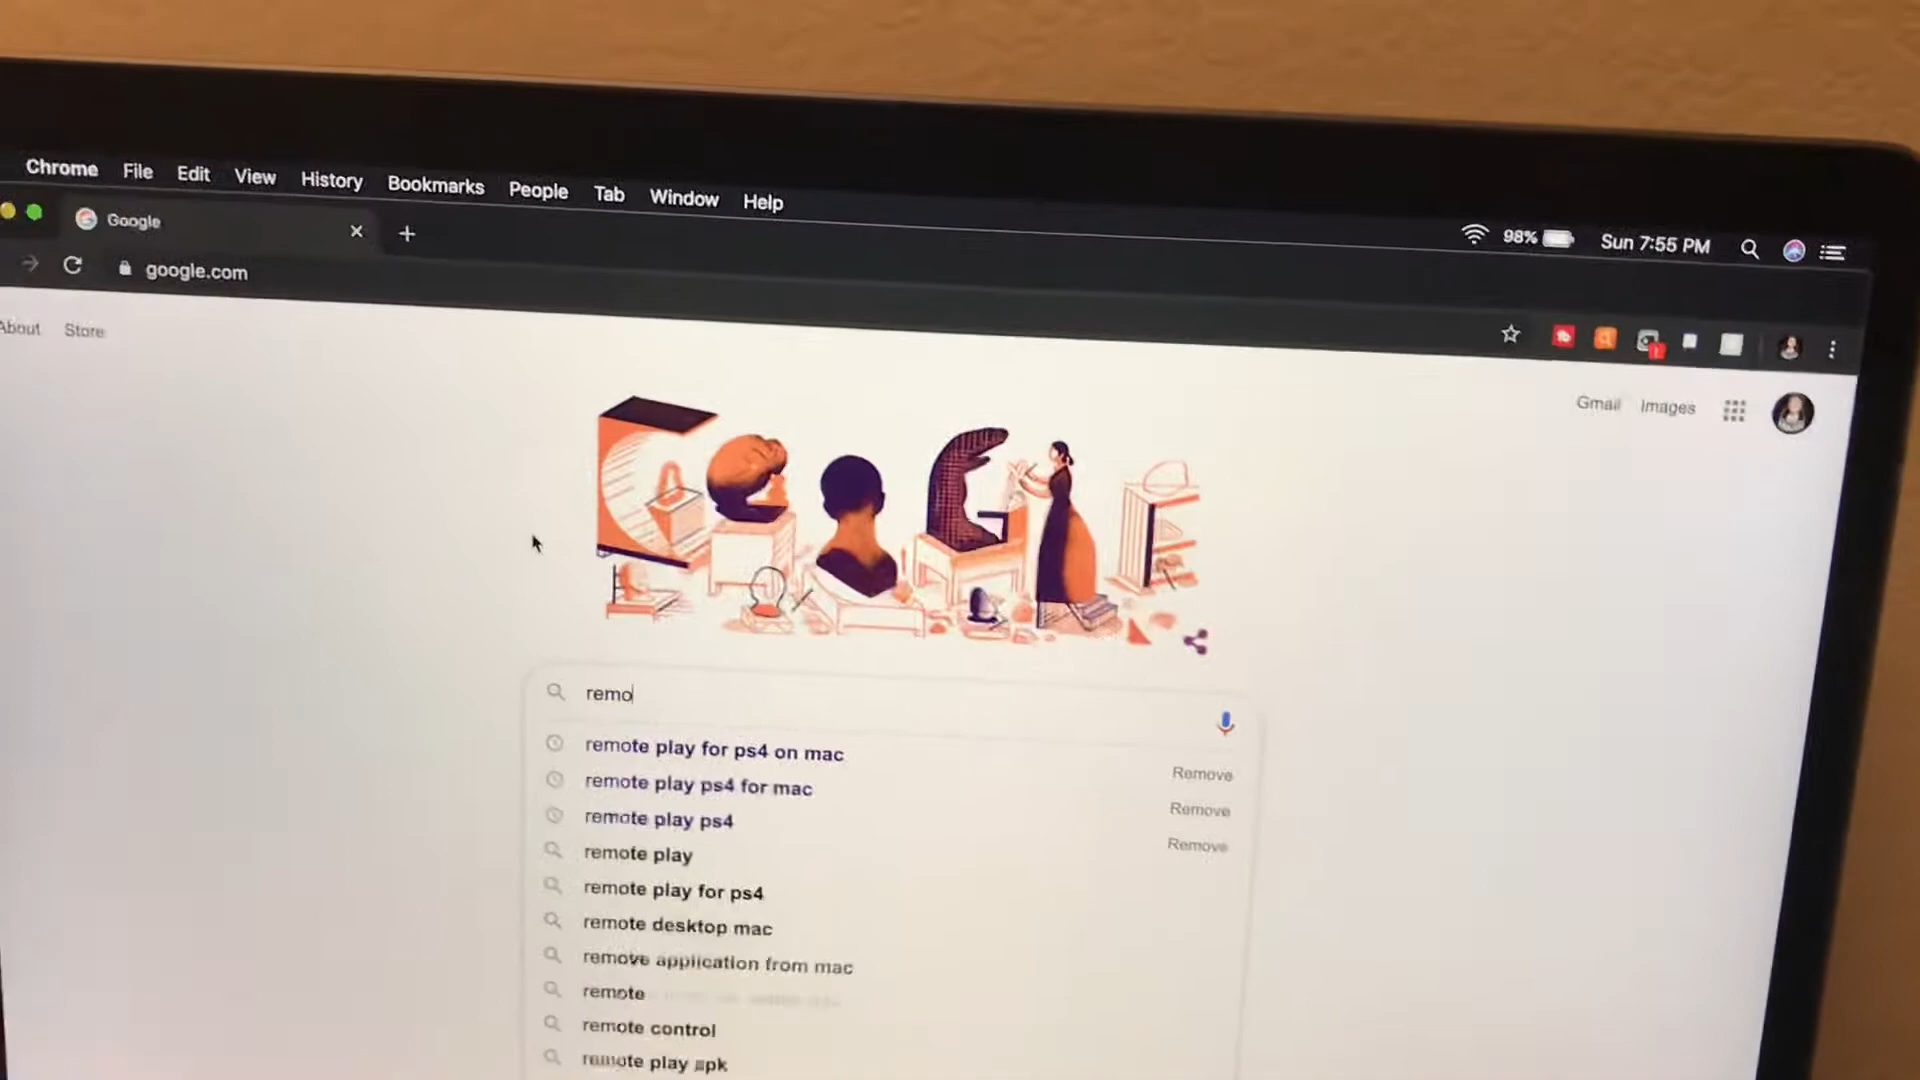 Chrome File Edit View History Bookmarks People Tab Window Help
98% Sun 7:55 PM
Google
google.com
About Store
Gmail Images
remo
remote play for ps4 on mac Remove
remote play ps4 for mac Remove
remote play ps4 Remove
remote play
remote play for ps4
remote desktop mac
remove application from mac
remote
remote control
remote play apk